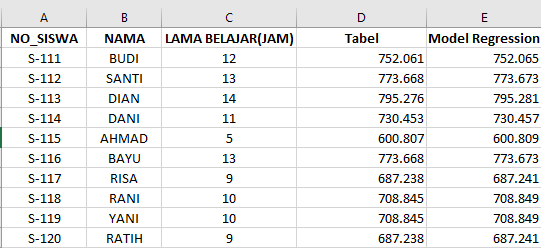 A B C D E
NO_SISWA NAMA LAMA BELAJAR(JAM) Tabel Model Regression
S-111 BUDI 12 752.061 752.065
S-112 SANTI 13 773.668 773.673
S-113 DIAN 14 795.276 795.281
S-114 DANI 11 730.453 730.457
S-115 AHMAD 5 600.807 600.809
S-116 BAYU 13 773.668 773.673
S-117 RISA 9 687.238 687.241
S-118 RANI 10 708.845 708.849
S-119 YANI 10 708.845 708.849
S-120 RATIH 9 687.238 687.241